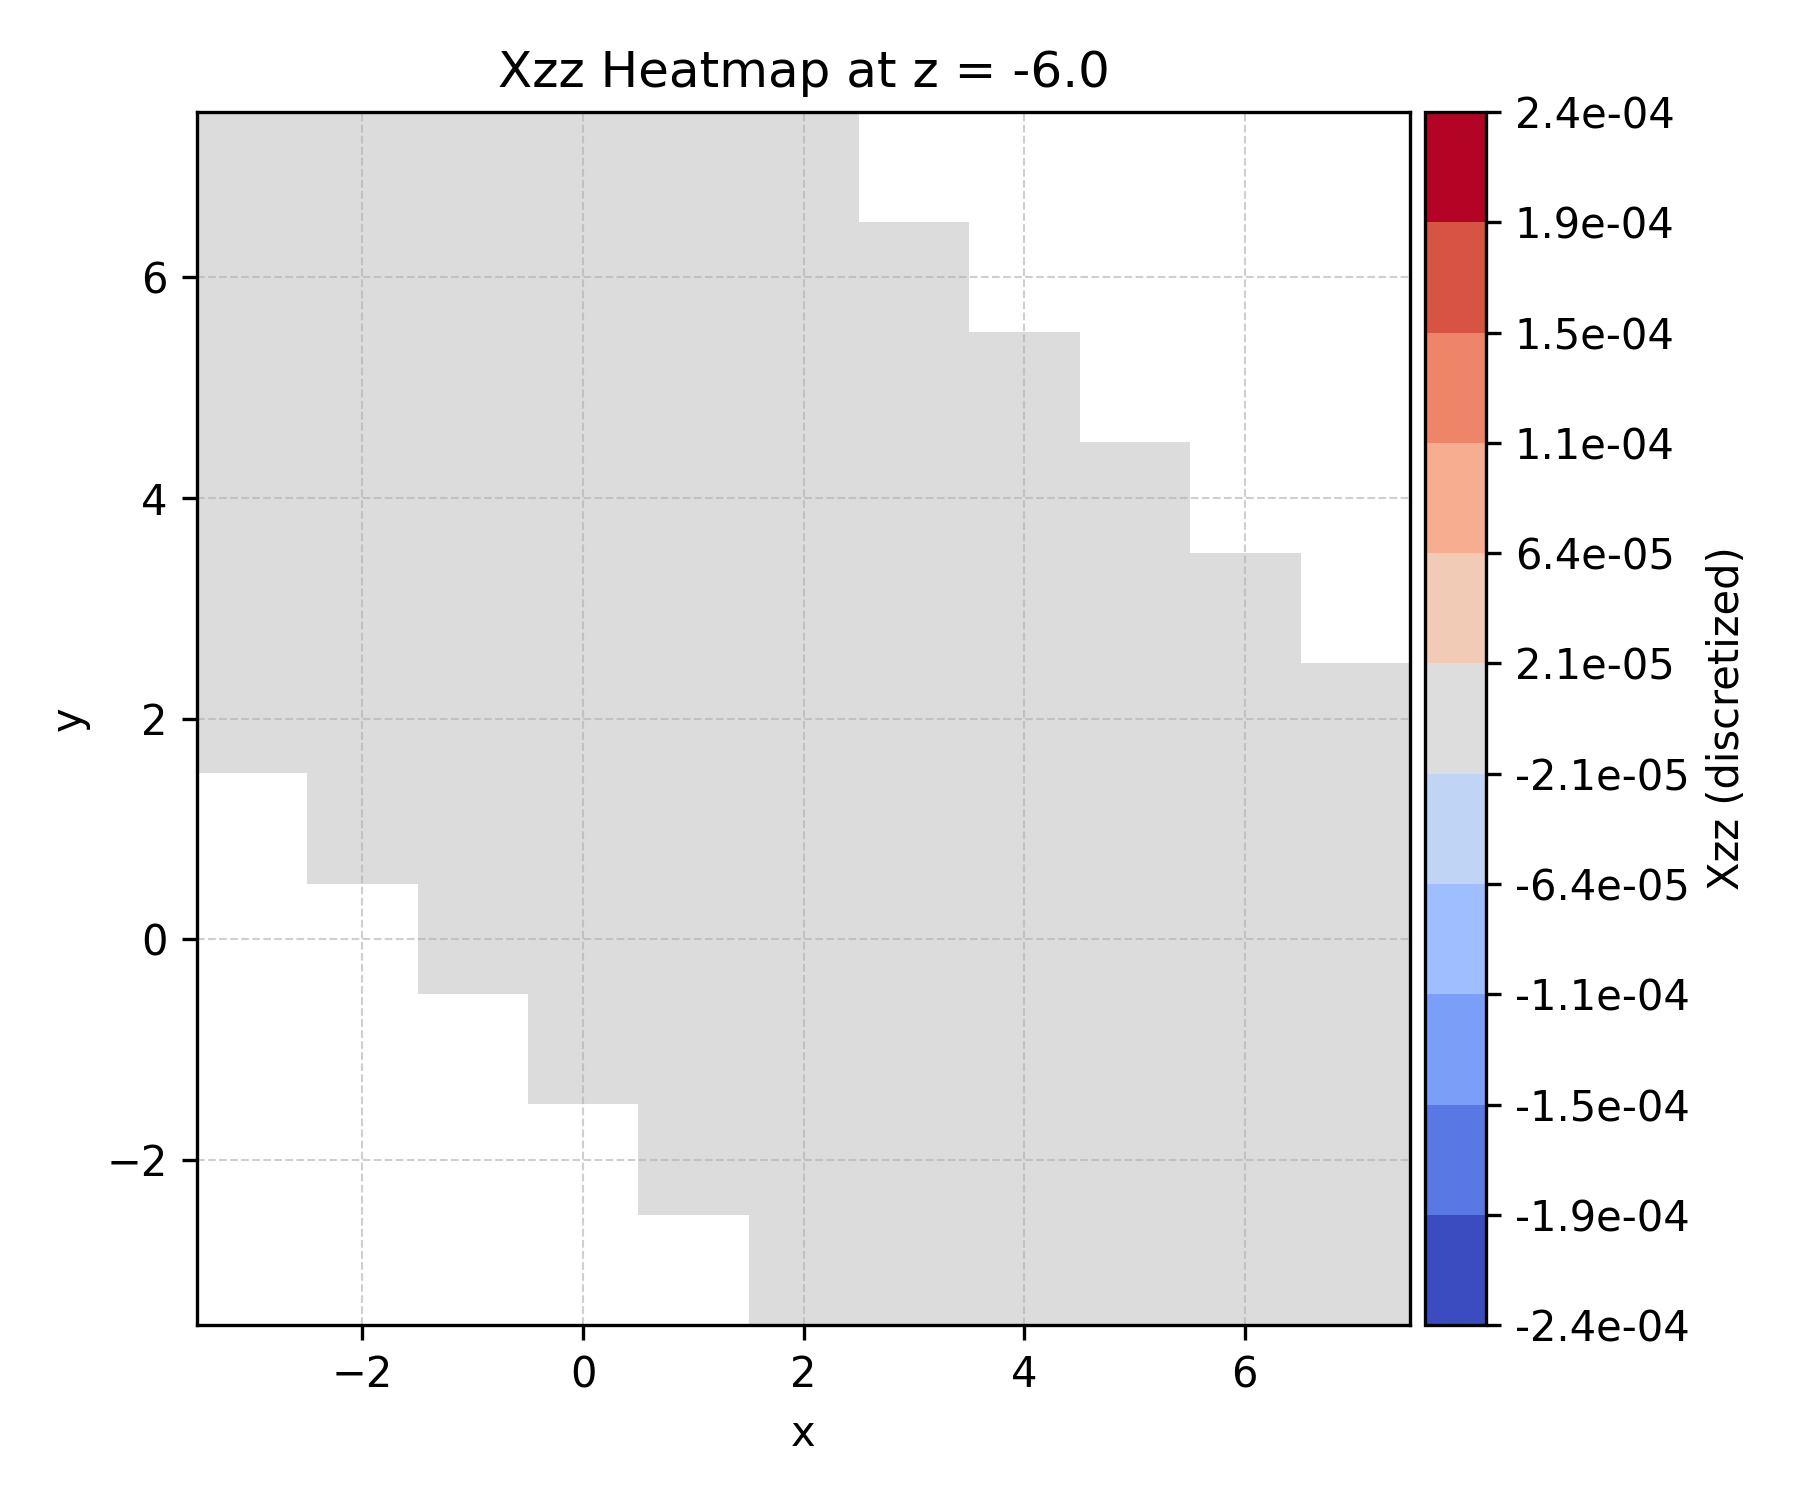 Xzz Heatmap at z = -6.0
6
4
2
0
−2
y
−2 0 2 4 6
x
2.4e-04
1.9e-04
1.5e-04
1.1e-04
6.4e-05
2.1e-05
-2.1e-05
-6.4e-05
-1.1e-04
-1.5e-04
-1.9e-04
-2.4e-04
Xzz (discretized)